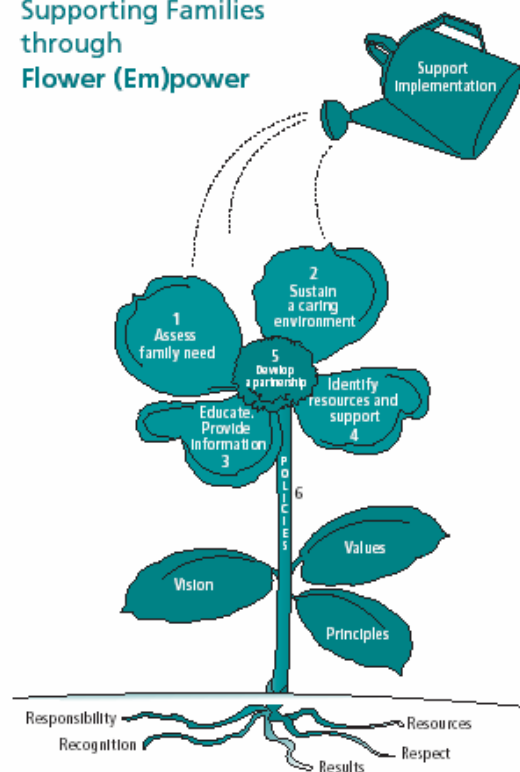 Supporting Families
through
Flower (Em)power
Support
Implementation
1
Assess
family need
2
Sustain
a caring
environment
5
Develop
a partnership
Educate.
Provide
information
3
Identify
resources and
support
4
POLICIES
6
Values
Vision
Principles
Responsibility
Recognition
Results
Respect
Resources